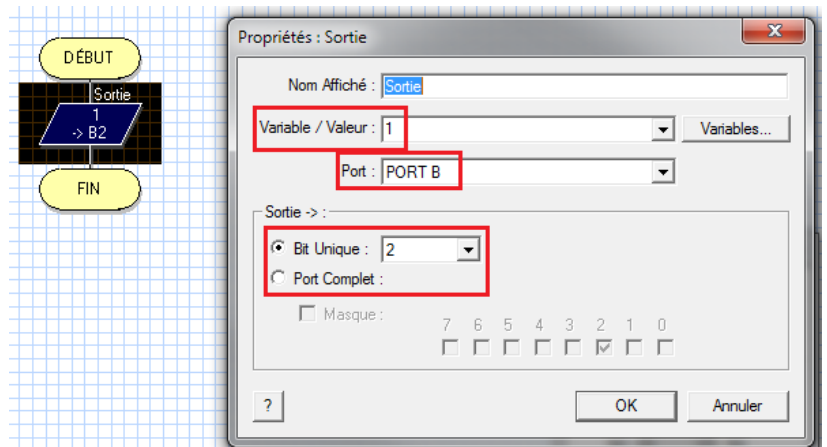 DÉBUT
Sortie
1
-> B2
FIN
Propriétés : Sortie
Nom Affiché : Sortie
Variable / Valeur : 1 Variables...
Port : PORT B
Sortie -> :
Bit Unique : 2
Port Complet :
Masque :
7 6 5 4 3 2 1 0
? OK Annuler